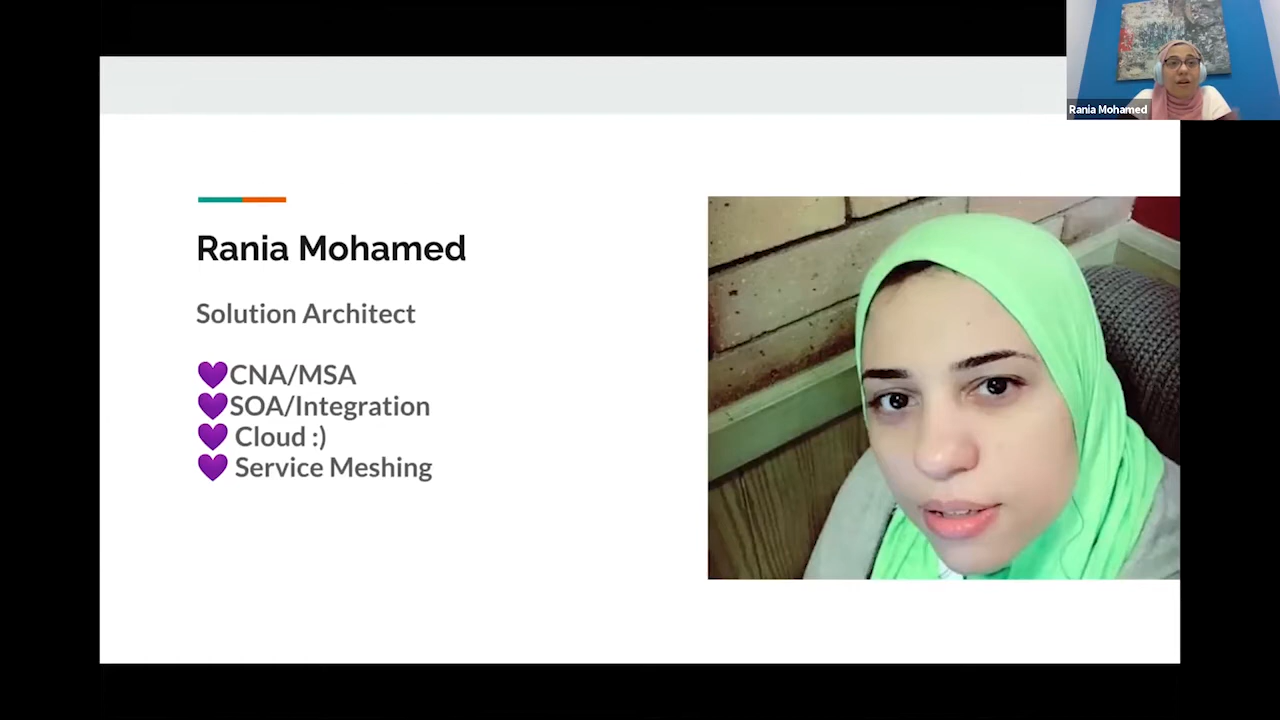 Rania Mohamed
Rania Mohamed
Solution Architect
💜CNA/MSA
💜SOA/Integration
💜 Cloud :)
💜 Service Meshing